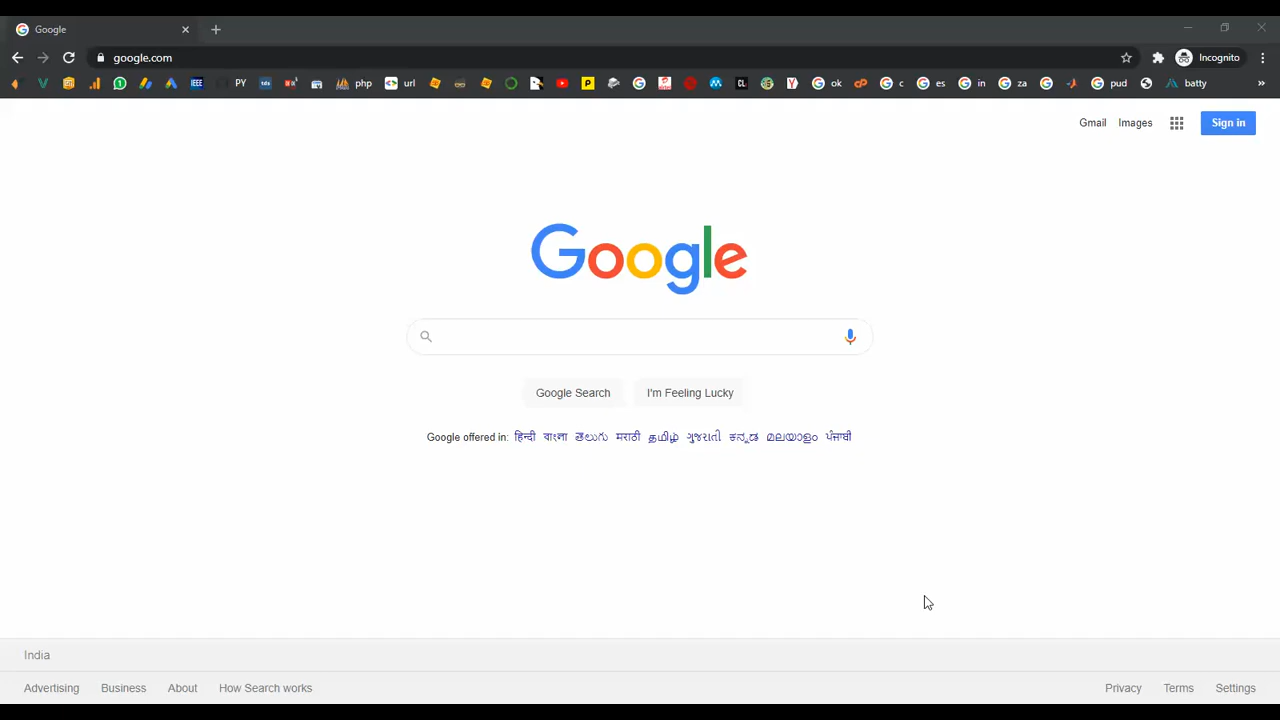 Google
google.com
Incognito
PY php url ok c es in za pud batty
Gmail Images Sign in
Google
Google Search I'm Feeling Lucky
Google offered in: हिन्दी বাংলা తెలుగు मराठी தமிழ் ગુજરાતી ಕನ್ನಡ മലയാളം ਪੰਜਾਬੀ
India
Advertising Business About How Search works Privacy Terms Settings